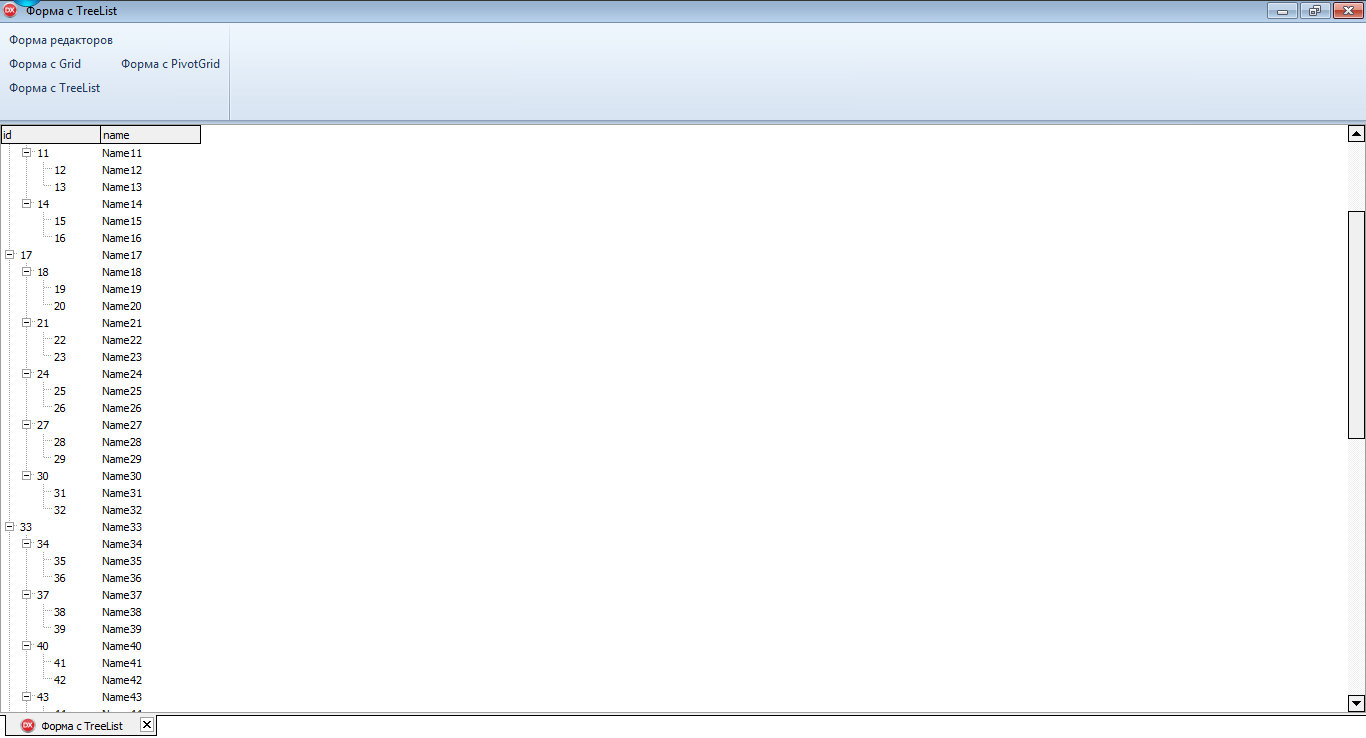 Форма с TreeList
Форма редакторов
Форма с Grid Форма с PivotGrid
Форма с TreeList
id name
11 Name11
12 Name12
13 Name13
14 Name14
15 Name15
16 Name16
17 Name17
18 Name18
19 Name19
20 Name20
21 Name21
22 Name22
23 Name23
24 Name24
25 Name25
26 Name26
27 Name27
28 Name28
29 Name29
30 Name30
31 Name31
32 Name32
33 Name33
34 Name34
35 Name35
36 Name36
37 Name37
38 Name38
39 Name39
40 Name40
41 Name41
42 Name42
43 Name43
DX Форма с TreeList